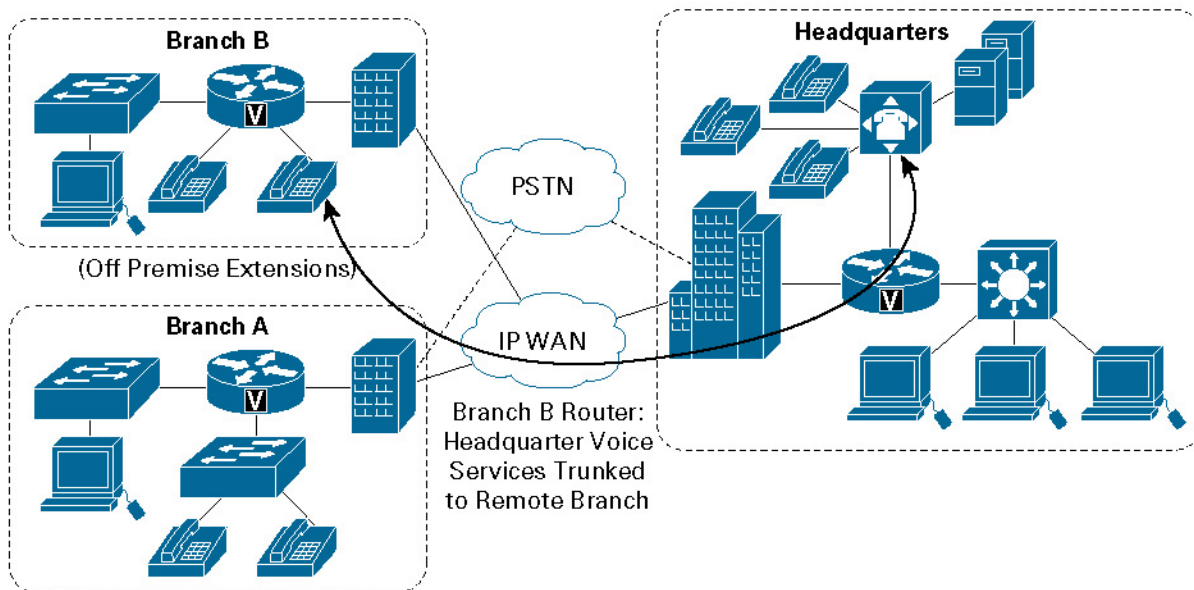 Branch B
V
(Off Premise Extensions)
Branch A
V
PSTN
IP WAN
Branch B Router:
Headquarter Voice
Services Trunked
to Remote Branch
Headquarters
V